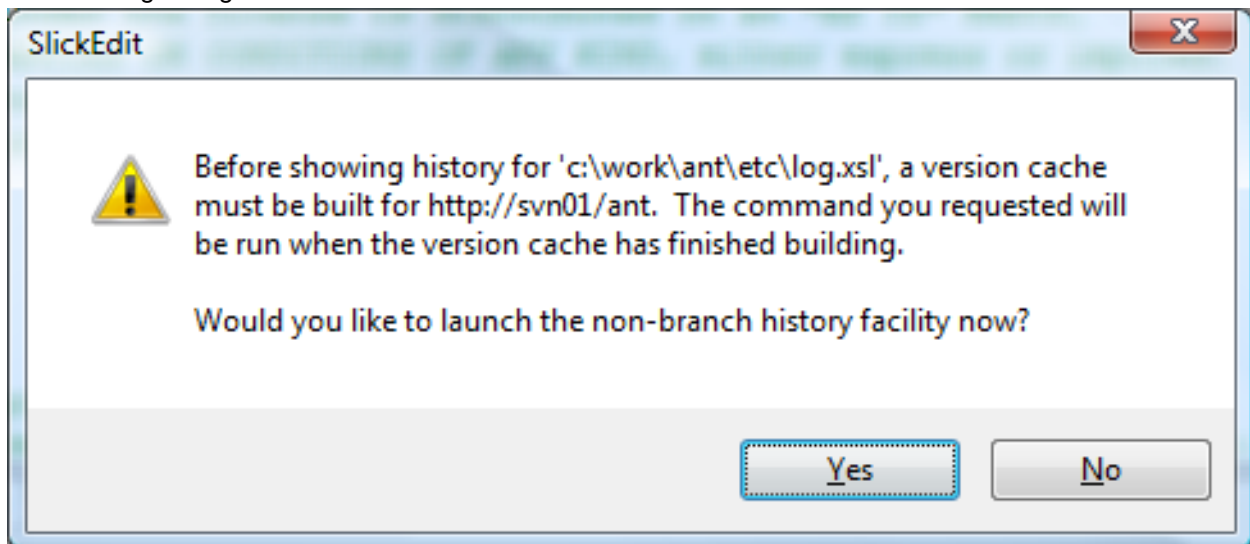 SlickEdit
Before showing history for 'c:\work\ant\etc\log.xsl', a version cache
must be built for http://svn01/ant.  The command you requested will
be run when the version cache has finished building.
Would you like to launch the non-branch history facility now?
Yes
No